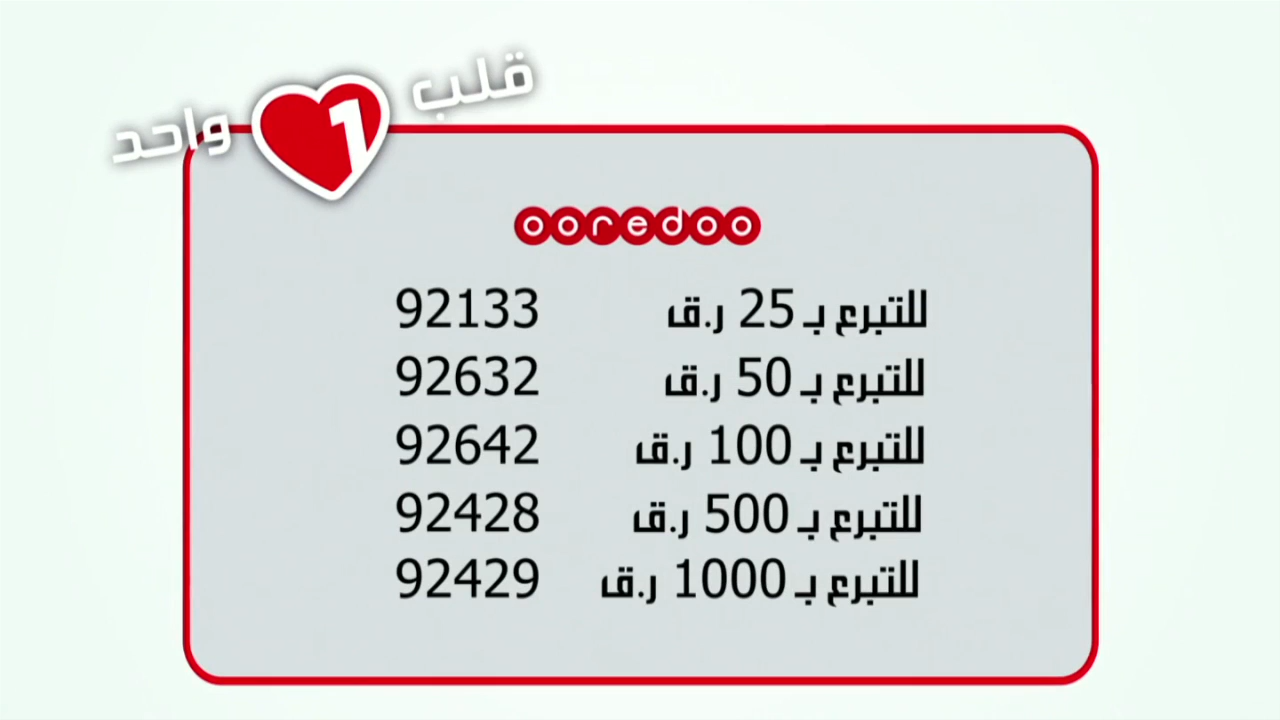 قلب 1 واحد
ooredoo
للتبرع بـ 25 ر.ق 92133
للتبرع بـ 50 ر.ق 92632
للتبرع بـ 100 ر.ق 92642
للتبرع بـ 500 ر.ق 92428
للتبرع بـ 1000 ر.ق 92429